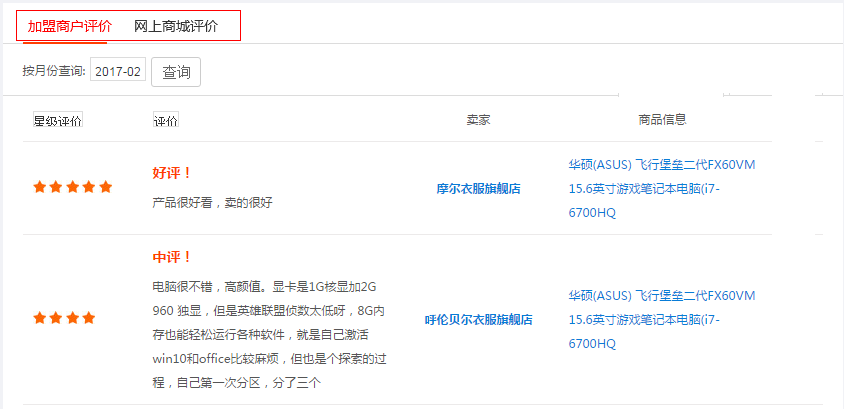 加盟商户评价 网上商城评价
按月份查询: 2017-02 查询
星级评价 评价 卖家 商品信息
好评！
产品很好看，卖的很好
摩尔衣服旗舰店
华硕(ASUS) 飞行堡垒二代FX60VM
15.6英寸游戏笔记本电脑(i7-
6700HQ
中评！
电脑很不错，高颜值。显卡是1G核显加2G
960 独显，但是英雄联盟侦数太低呀，8G内
存也能轻松运行各种软件，就是自己激活
win10和office比较麻烦，但也是个探索的过
程，自己第一次分区，分了三个
呼伦贝尔衣服旗舰店
华硕(ASUS) 飞行堡垒二代FX60VM
15.6英寸游戏笔记本电脑(i7-
6700HQ